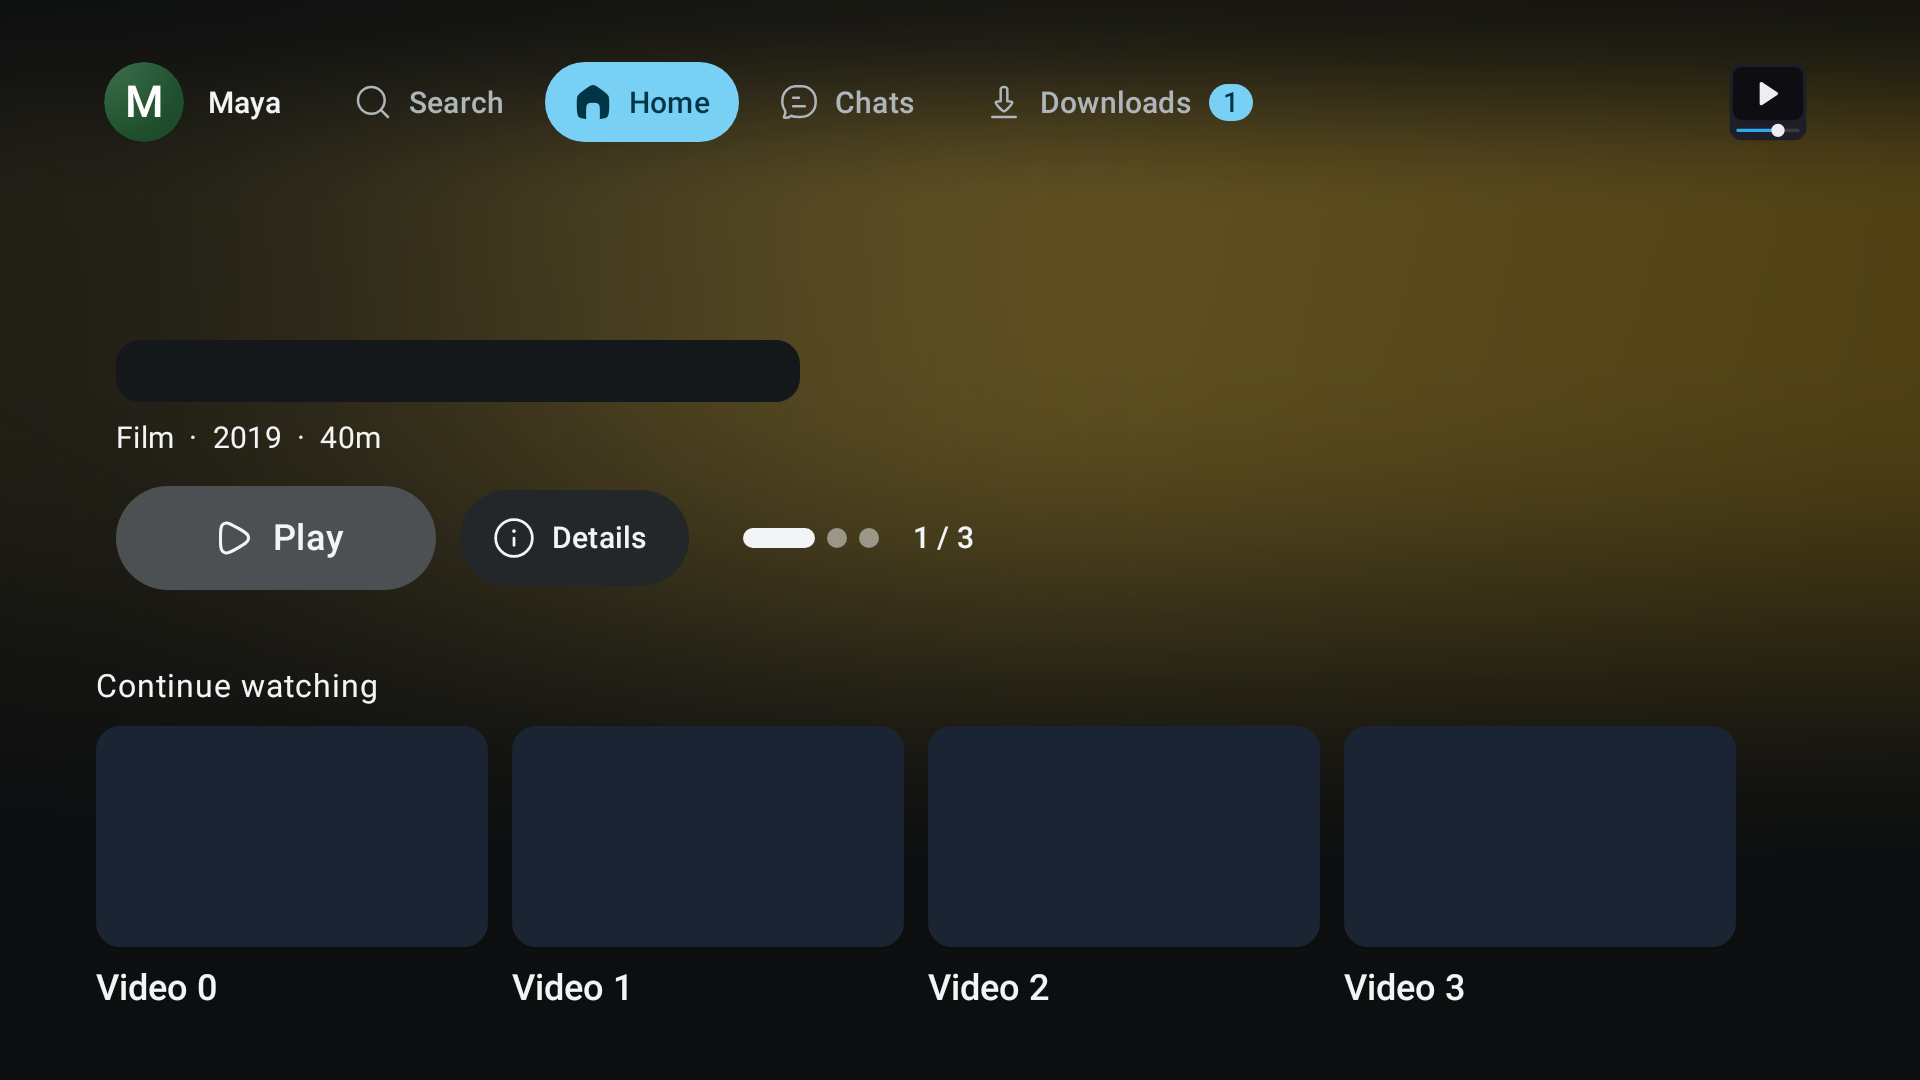 M Maya Search Home Chats Downloads 1
Film · 2019 · 40m
Play Details 1 / 3
Continue watching
Video 0 Video 1 Video 2 Video 3